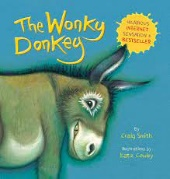 The Wonky
Donkey
HILARIOUS
INTERNET
SENSATION &
BESTSELLER
by
Craig Smith
Illustrations by
Katz Cowley